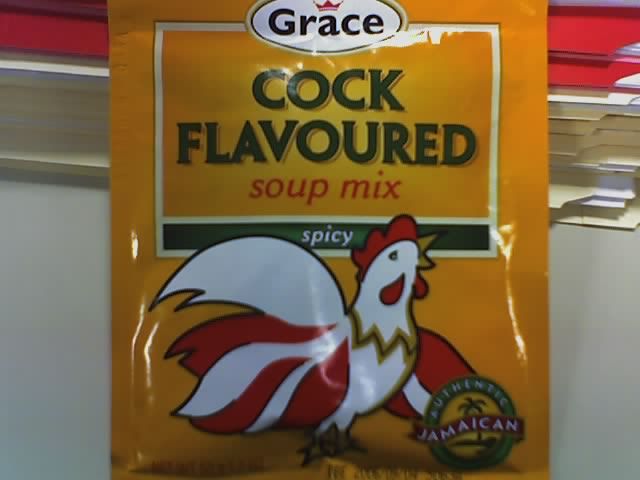 Grace
COCK
FLAVOURED
soup mix
spicy
AUTHENTIC
JAMAICAN